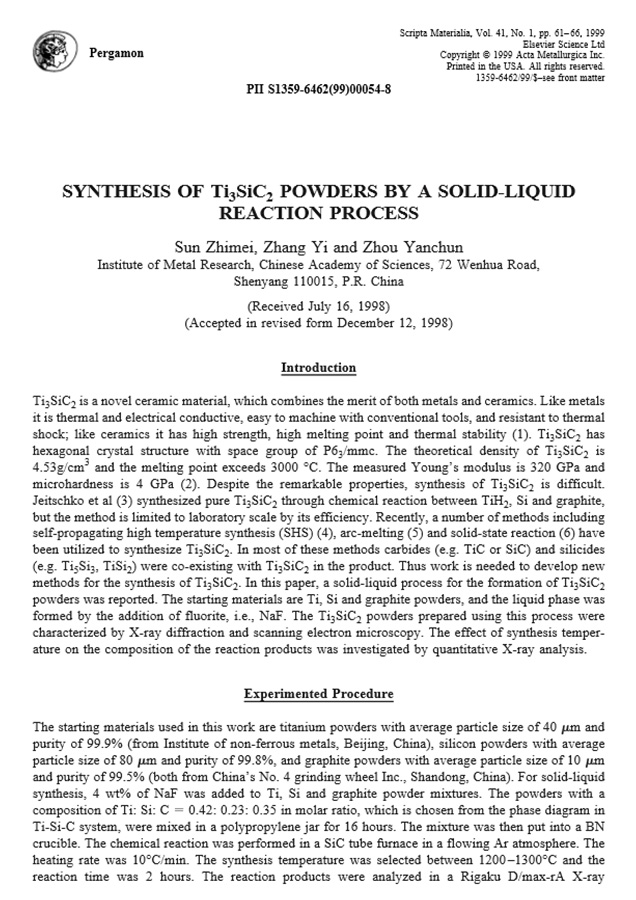 Pergamon
Scripta Materialia, Vol. 41, No. 1, pp. 61–66, 1999
Elsevier Science Ltd
Copyright © 1999 Acta Metallurgica Inc.
Printed in the USA. All rights reserved.
1359-6462/99/$–see front matter
PII S1359-6462(99)00054-8
SYNTHESIS OF Ti₃SiC₂ POWDERS BY A SOLID-LIQUID
REACTION PROCESS
Sun Zhimei, Zhang Yi and Zhou Yanchun
Institute of Metal Research, Chinese Academy of Sciences, 72 Wenhua Road,
Shenyang 110015, P.R. China
(Received July 16, 1998)
(Accepted in revised form December 12, 1998)
Introduction
Ti₃SiC₂ is a novel ceramic material, which combines the merit of both metals and ceramics. Like metals
it is thermal and electrical conductive, easy to machine with conventional tools, and resistant to thermal
shock; like ceramics it has high strength, high melting point and thermal stability (1). Ti₃SiC₂ has
hexagonal crystal structure with space group of P6₃/mmc. The theoretical density of Ti₃SiC₂ is
4.53g/cm³ and the melting point exceeds 3000 °C. The measured Young's modulus is 320 GPa and
microhardness is 4 GPa (2). Despite the remarkable properties, synthesis of Ti₃SiC₂ is difficult.
Jeitschko et al (3) synthesized pure Ti₃SiC₂ through chemical reaction between TiH₂, Si and graphite,
but the method is limited to laboratory scale by its efficiency. Recently, a number of methods including
self-propagating high temperature synthesis (SHS) (4), arc-melting (5) and solid-state reaction (6) have
been utilized to synthesize Ti₃SiC₂. In most of these methods carbides (e.g. TiC or SiC) and silicides
(e.g. Ti₅Si₃, TiSi₂) were co-existing with Ti₃SiC₂ in the product. Thus work is needed to develop new
methods for the synthesis of Ti₃SiC₂. In this paper, a solid-liquid process for the formation of Ti₃SiC₂
powders was reported. The starting materials are Ti, Si and graphite powders, and the liquid phase was
formed by the addition of fluorite, i.e., NaF. The Ti₃SiC₂ powders prepared using this process were
characterized by X-ray diffraction and scanning electron microscopy. The effect of synthesis temper-
ature on the composition of the reaction products was investigated by quantitative X-ray analysis.
Experimented Procedure
The starting materials used in this work are titanium powders with average particle size of 40 μm and
purity of 99.9% (from Institute of non-ferrous metals, Beijing, China), silicon powders with average
particle size of 80 μm and purity of 99.8%, and graphite powders with average particle size of 10 μm
and purity of 99.5% (both from China's No. 4 grinding wheel Inc., Shandong, China). For solid-liquid
synthesis, 4 wt% of NaF was added to Ti, Si and graphite powder mixtures. The powders with a
composition of Ti: Si: C = 0.42: 0.23: 0.35 in molar ratio, which is chosen from the phase diagram in
Ti-Si-C system, were mixed in a polypropylene jar for 16 hours. The mixture was then put into a BN
crucible. The chemical reaction was performed in a SiC tube furnace in a flowing Ar atmosphere. The
heating rate was 10°C/min. The synthesis temperature was selected between 1200–1300°C and the
reaction time was 2 hours. The reaction products were analyzed in a Rigaku D/max-rA X-ray